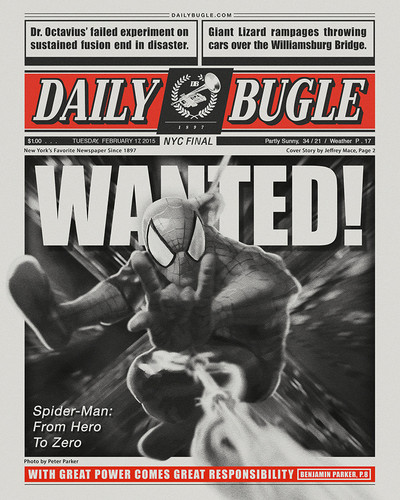 DAILYBUGLE.COM
Dr. Octavius' failed experiment on
sustained fusion end in disaster.
Giant Lizard rampages throwing
cars over the Williamsburg Bridge.
DAILY BUGLE
DB
1897
$1.00 . . . . TUESDAY, FEBRUARY 17, 2015 NYC FINAL Partly Sunny, 34 / 21 / Weather P. 17
New York's Favorite Newspaper Since 1897
Cover Story by Jeffrey Mace, Page 2
WANTED!
Spider-Man:
From Hero
To Zero
Photo by Peter Parker
WITH GREAT POWER COMES GREAT RESPONSIBILITY BENJAMIN PARKER, P.8